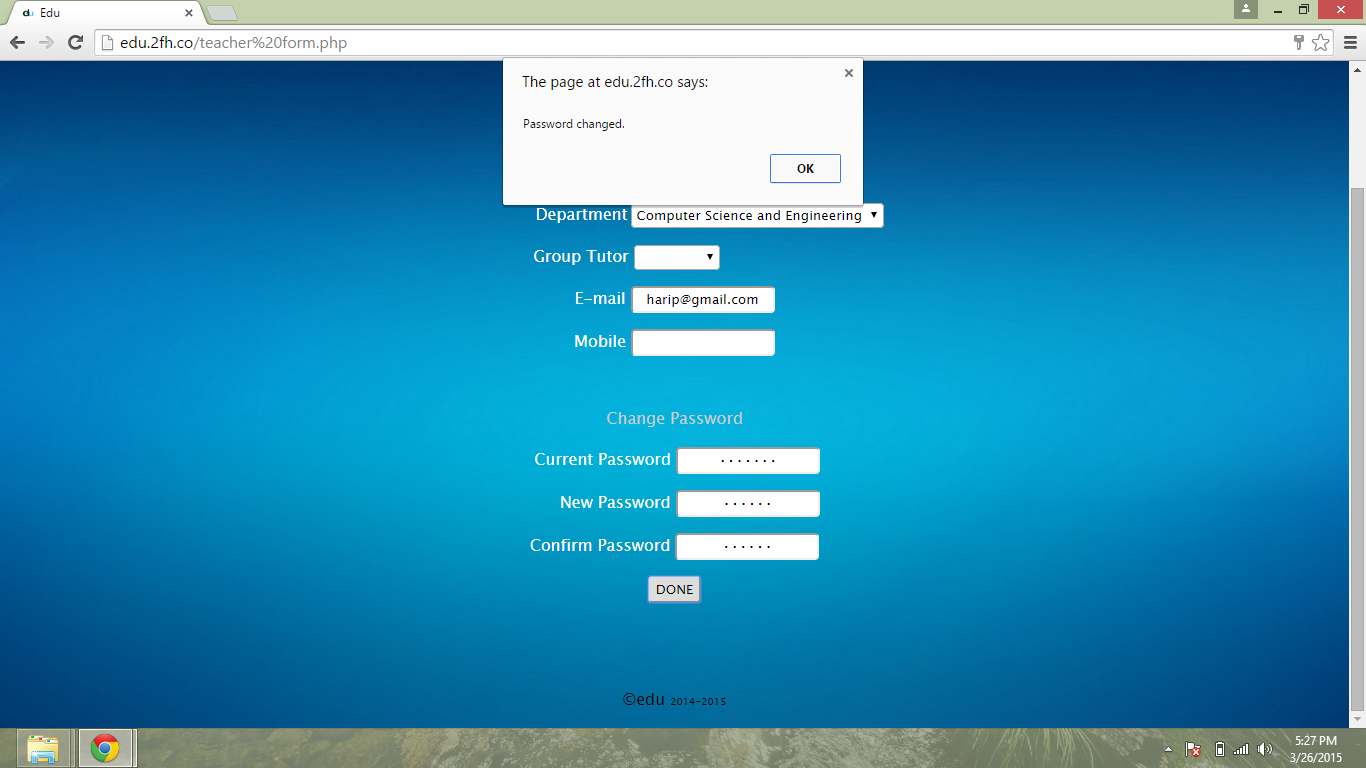 Edu
edu.2fh.co/teacher%20form.php
The page at edu.2fh.co says:
Password changed.
OK
Department Computer Science and Engineering
Group Tutor
E-mail harip@gmail.com
Mobile
Change Password
Current Password
New Password
Confirm Password
DONE
©edu 2014-2015
5:27 PM
3/26/2015